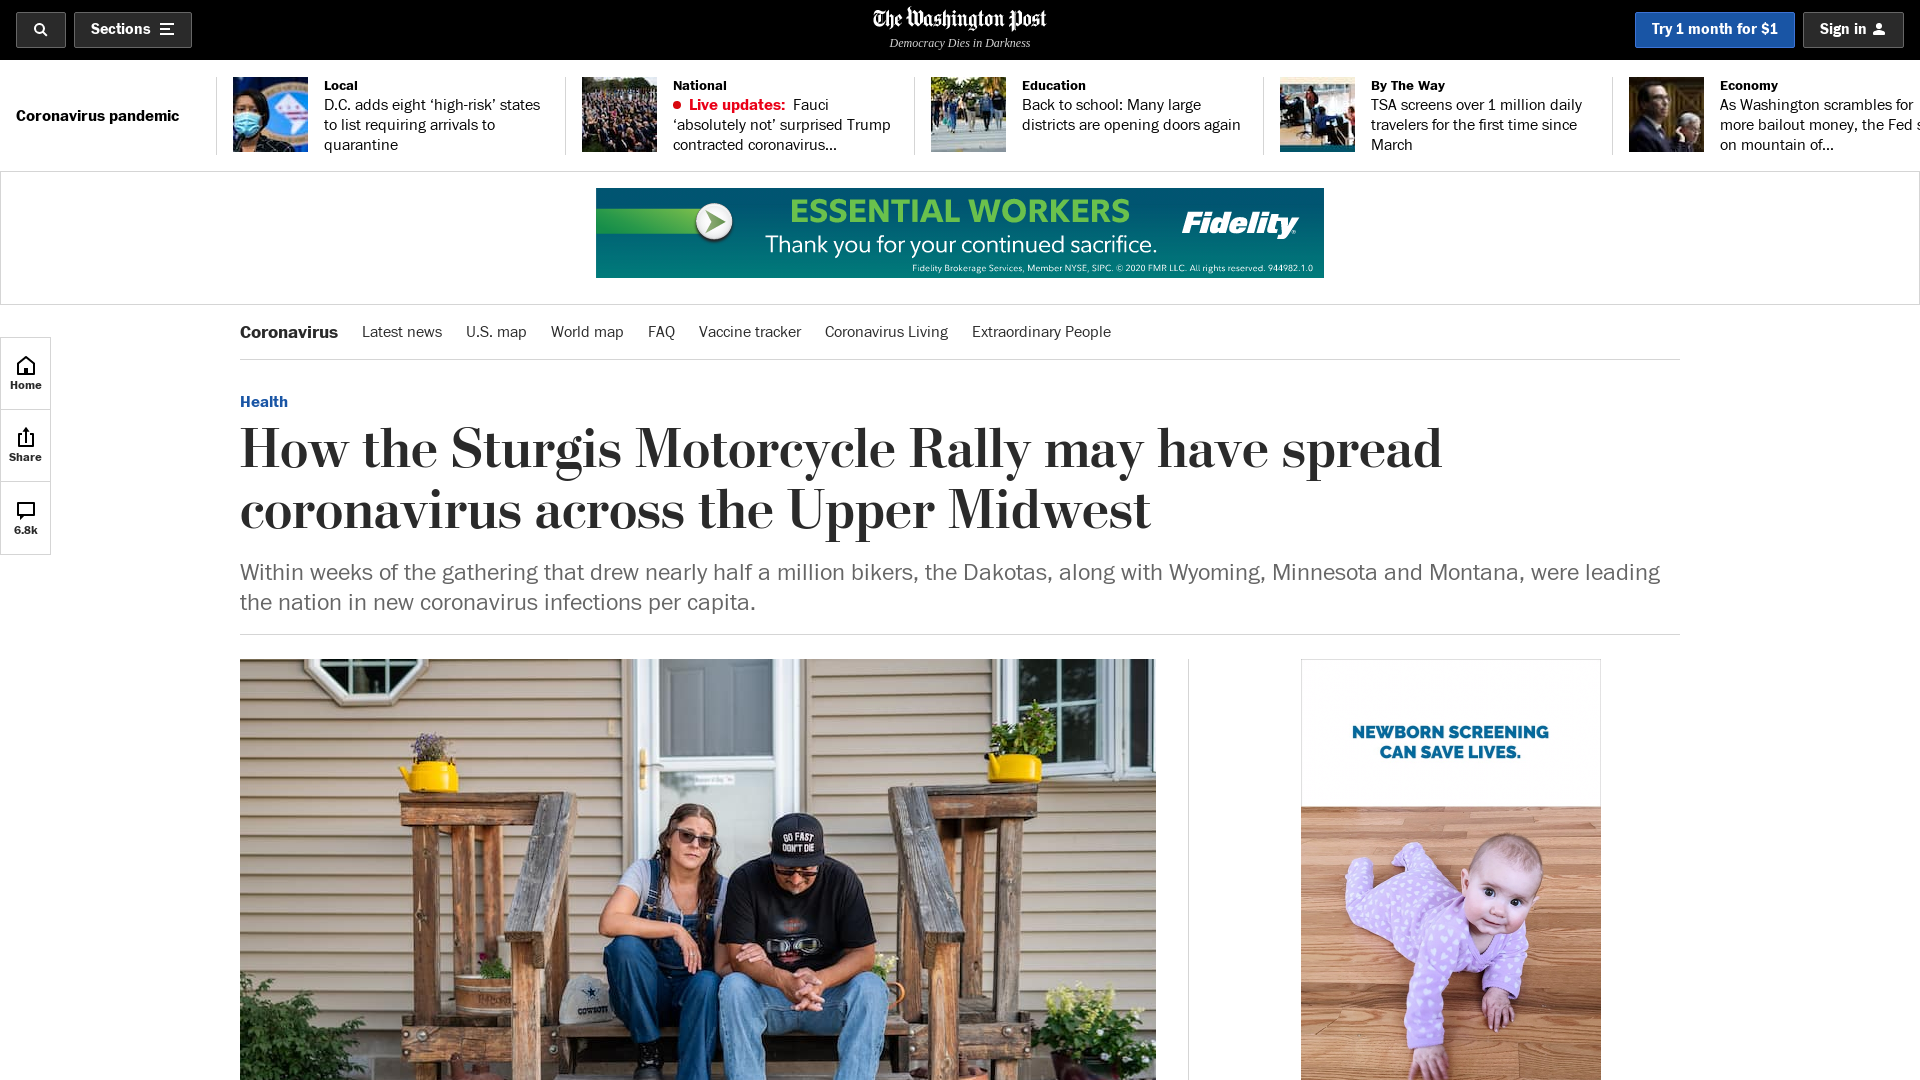 Sections
The Washington Post
Democracy Dies in Darkness
Try 1 month for $1
Sign in
Coronavirus pandemic
Local
D.C. adds eight ‘high-risk’ states
to list requiring arrivals to
quarantine
National
Live updates: Fauci
‘absolutely not’ surprised Trump
contracted coronavirus...
Education
Back to school: Many large
districts are opening doors again
By The Way
TSA screens over 1 million daily
travelers for the first time since
March
Economy
As Washington scrambles for
more bailout money, the Fed s
on mountain of...
ESSENTIAL WORKERS
Thank you for your continued sacrifice.
Fidelity
Fidelity Brokerage Services, Member NYSE, SIPC. © 2020 FMR LLC. All rights reserved. 944982.1.0
Coronavirus Latest news U.S. map World map FAQ Vaccine tracker Coronavirus Living Extraordinary People
Home
Share
6.8k
Health
How the Sturgis Motorcycle Rally may have spread
coronavirus across the Upper Midwest
Within weeks of the gathering that drew nearly half a million bikers, the Dakotas, along with Wyoming, Minnesota and Montana, were leading
the nation in new coronavirus infections per capita.
GO FAST
DON'T DIE
COWBOYS
NEWBORN SCREENING
CAN SAVE LIVES.